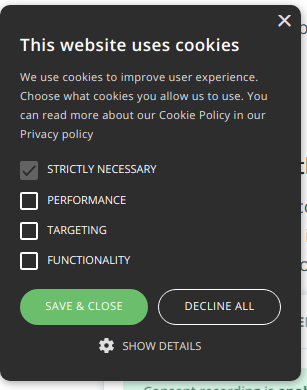 This website uses cookies
We use cookies to improve user experience.
Choose what cookies you allow us to use. You
can read more about our Cookie Policy in our
Privacy policy
STRICTLY NECESSARY
PERFORMANCE
TARGETING
FUNCTIONALITY
SAVE & CLOSE
DECLINE ALL
SHOW DETAILS